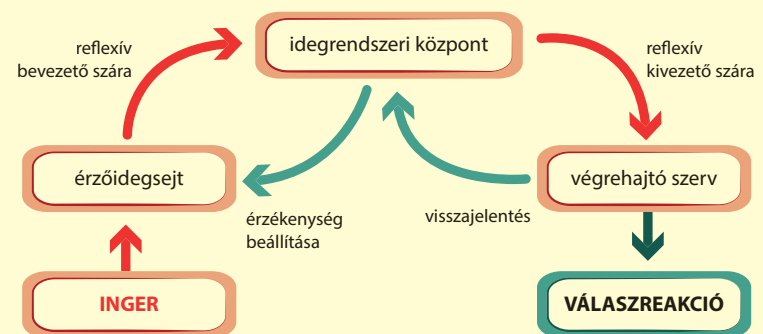 idegrendszeri központ
reflexív
bevezető szára
reflexív
kivezető szára
érzőidegsejt
végrehajtó szerv
érzékenység
beállítása
visszajelentés
INGER
VÁLASZREAKCIÓ